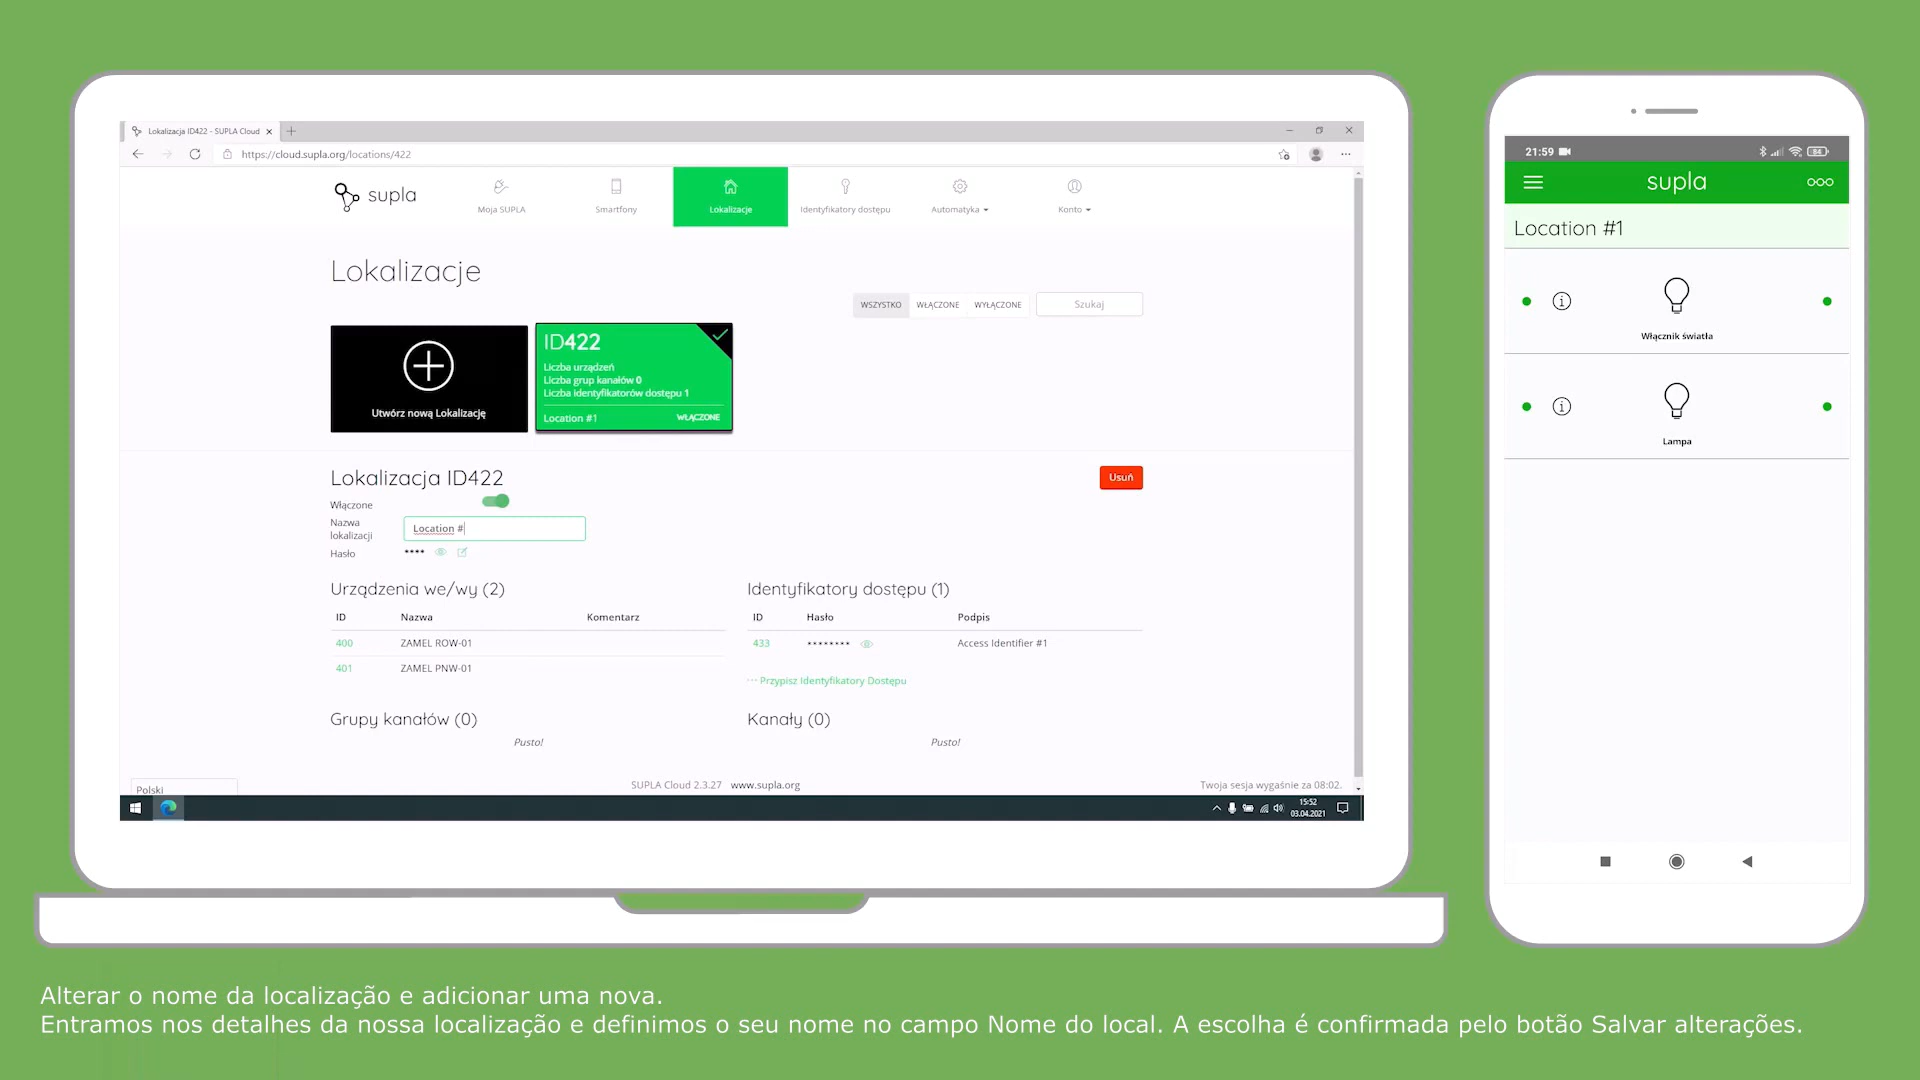 Lokalizacja ID422 - SUPLA Cloud
https://cloud.supla.org/locations/422
supla
Moja SUPLA
Smartfony
Lokalizacje
Identyfikatory dostępu
Automatyka
Konto
Lokalizacje
WSZYSTKO
WŁĄCZONE
WYŁĄCZONE
Szukaj
Utwórz nową Lokalizację
ID422
Liczba urządzeń
Liczba grup kanałów 0
Liczba identyfikatorów dostępu 1
Location #1
WŁĄCZONE
Lokalizacja ID422
Usuń
Włączone
Nazwa
lokalizacji
Location #
Hasło
****
Urządzenia we/wy (2)
ID Nazwa Komentarz
400 ZAMEL ROW-01
401 ZAMEL PNW-01
Identyfikatory dostępu (1)
ID Hasło Podpis
433 ******** Access Identifier #1
··· Przypisz Identyfikatory Dostępu
Grupy kanałów (0)
Pusto!
Kanały (0)
Pusto!
Polski
SUPLA Cloud 2.3.27 www.supla.org
Twoja sesja wygaśnie za 08:02.
15:52
03.04.2021
21:59
84
supla
Location #1
Włącznik światła
Lampa
Alterar o nome da localização e adicionar uma nova.
Entramos nos detalhes da nossa localização e definimos o seu nome no campo Nome do local. A escolha é confirmada pelo botão Salvar alterações.